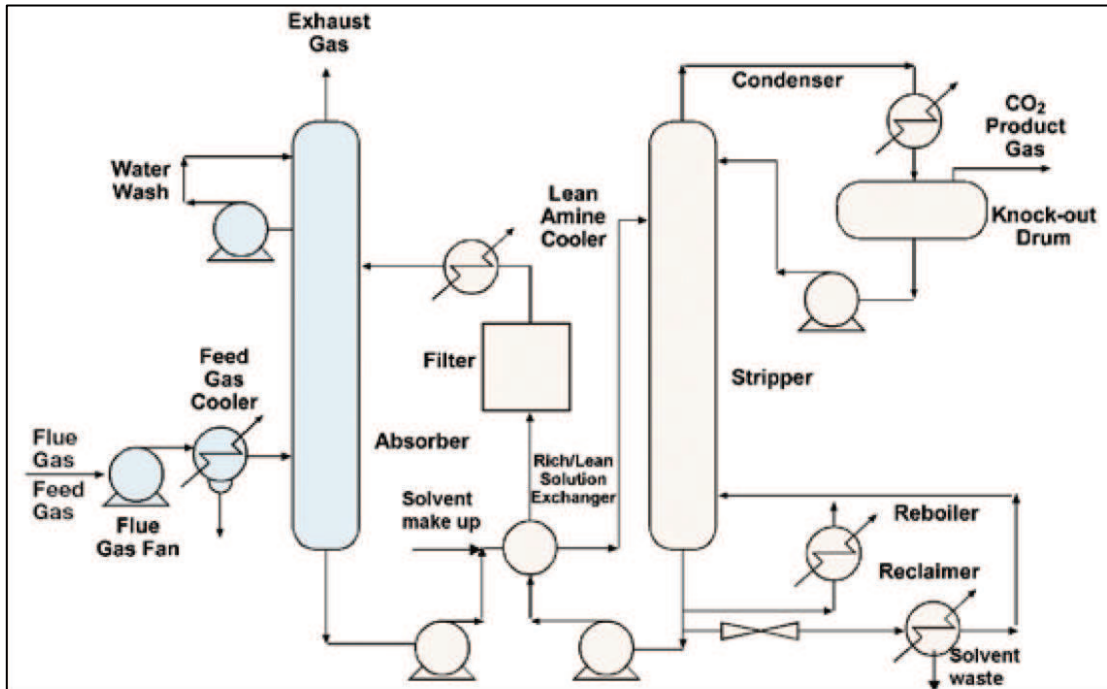 Exhaust
Gas
Condenser
CO₂
Product
Gas
Water
Wash
Lean
Amine
Cooler
Knock-out
Drum
Feed
Gas
Cooler
Filter
Stripper
Absorber
Flue
Gas
Feed
Gas
Flue
Gas Fan
Rich/Lean
Solution
Exchanger
Solvent
make up
Reboiler
Reclaimer
Solvent
waste